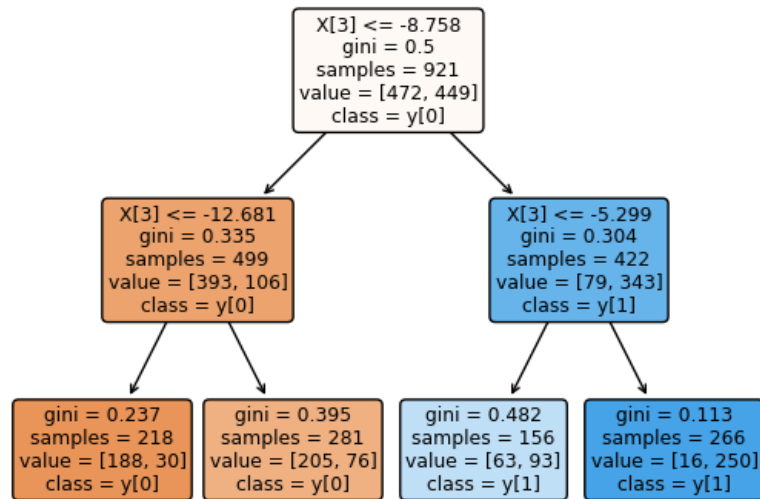 X[3] <= -8.758
gini = 0.5
samples = 921
value = [472, 449]
class = y[0]
X[3] <= -12.681
gini = 0.335
samples = 499
value = [393, 106]
class = y[0]
X[3] <= -5.299
gini = 0.304
samples = 422
value = [79, 343]
class = y[1]
gini = 0.237
samples = 218
value = [188, 30]
class = y[0]
gini = 0.395
samples = 281
value = [205, 76]
class = y[0]
gini = 0.482
samples = 156
value = [63, 93]
class = y[1]
gini = 0.113
samples = 266
value = [16, 250]
class = y[1]